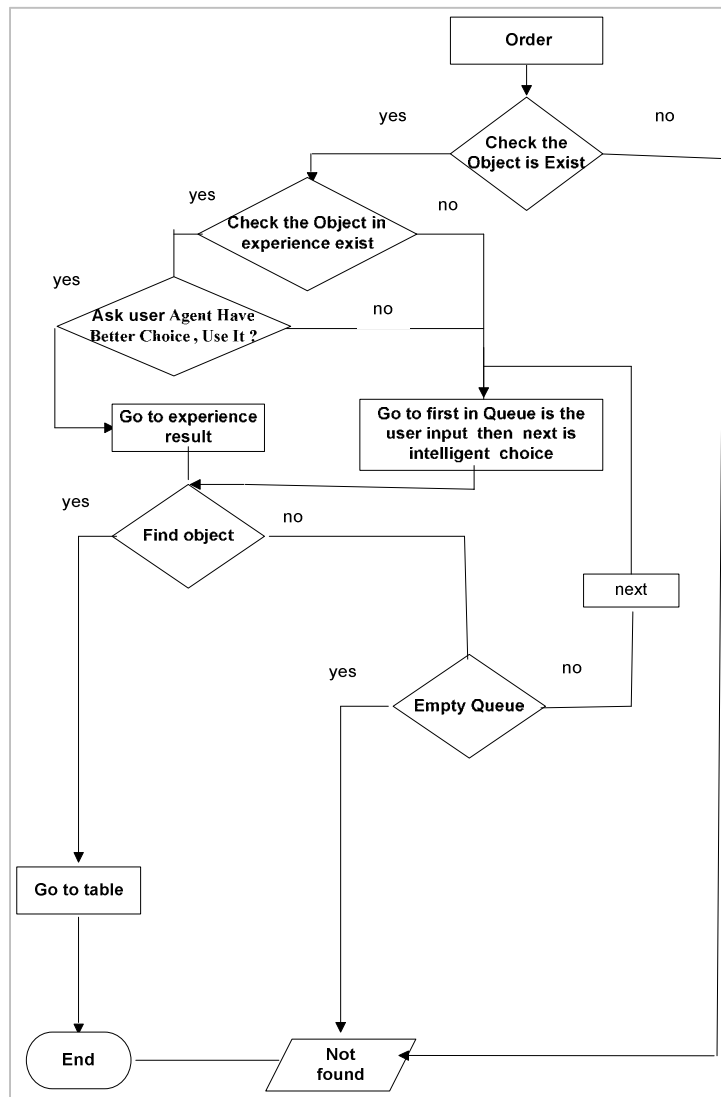 Order
yes
no
Check the
Object is Exist
yes
no
Check the Object in
experience exist
yes
no
Ask user Agent Have
Better Choice , Use It ?
Go to experience
result
Go to first in Queue is the
user input then next is
intelligent choice
yes
no
Find object
next
yes
no
Empty Queue
Go to table
End
Not
found